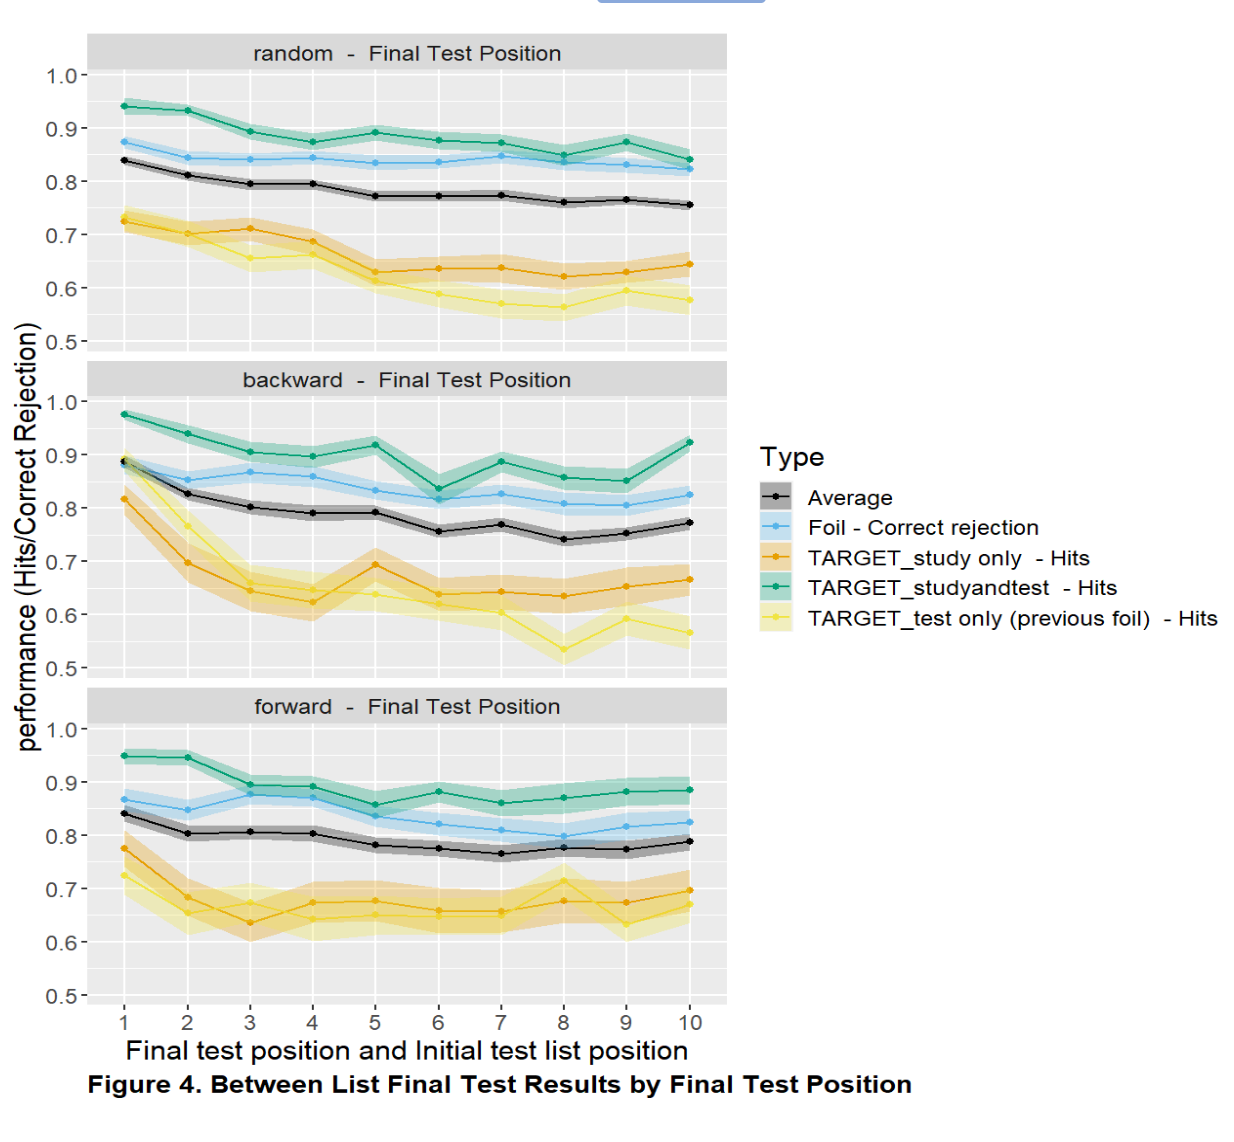 random - Final Test Position
1.0
0.9
0.8
0.7
0.6
0.5
backward - Final Test Position
1.0
0.9
0.8
0.7
0.6
0.5
forward - Final Test Position
1.0
0.9
0.8
0.7
0.6
0.5
performance (Hits/Correct Rejection)
1 2 3 4 5 6 7 8 9 10
Final test position and Initial test list position
Figure 4. Between List Final Test Results by Final Test Position
Type
Average
Foil - Correct rejection
TARGET_study only - Hits
TARGET_studyandtest - Hits
TARGET_test only (previous foil) - Hits